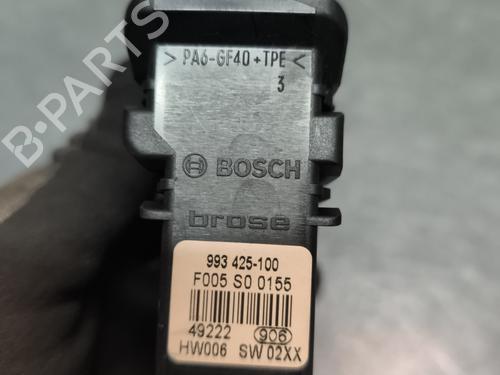 >PA6-GF40+TPE<
3
BOSCH
brose
993 425-100
F005 S0 0155
49222 906
HW006 SW 02XX
B-PARTS